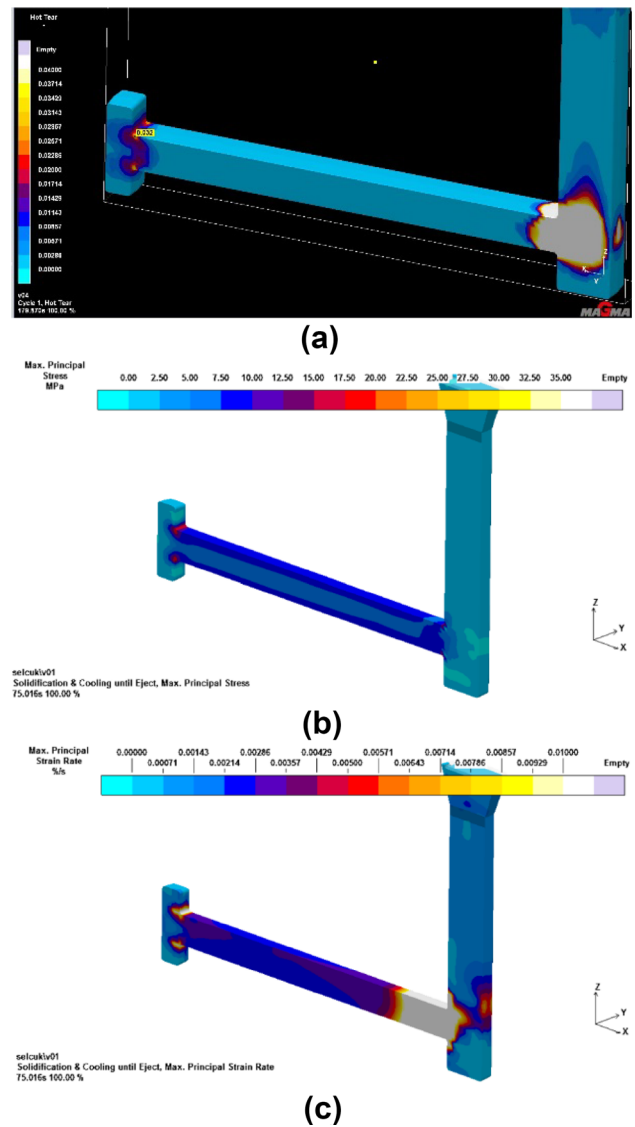 Hot Tear
Empty
0.04000
0.03714
0.03429
0.03143
0.02857
0.02571
0.02286
0.02000
0.01714
0.01429
0.01143
0.00857
0.00571
0.00286
0.00000
0.032
Z
Y
v04
Cycle 1, Hot Tear
100.00 %
MAGMA
(a)
Max. Principal
Stress
MPa
0.00 2.50 5.00 7.50 10.00 12.50 15.00 17.50 20.00 22.50 25.00 27.50 30.00 32.50 35.00 Empty
Z
Y
X
selcuk\v01
Solidification & Cooling until Eject, Max. Principal Stress
75.016s 100.00 %
(b)
Max. Principal
Strain Rate
%/s
0.00000 0.00143 0.00286 0.00429 0.00571 0.00714 0.00857 0.01000
0.00071 0.00214 0.00357 0.00500 0.00643 0.00786 0.00929 Empty
Z
Y
X
selcuk\v01
Solidification & Cooling until Eject, Max. Principal Strain Rate
75.016s 100.00 %
(c)